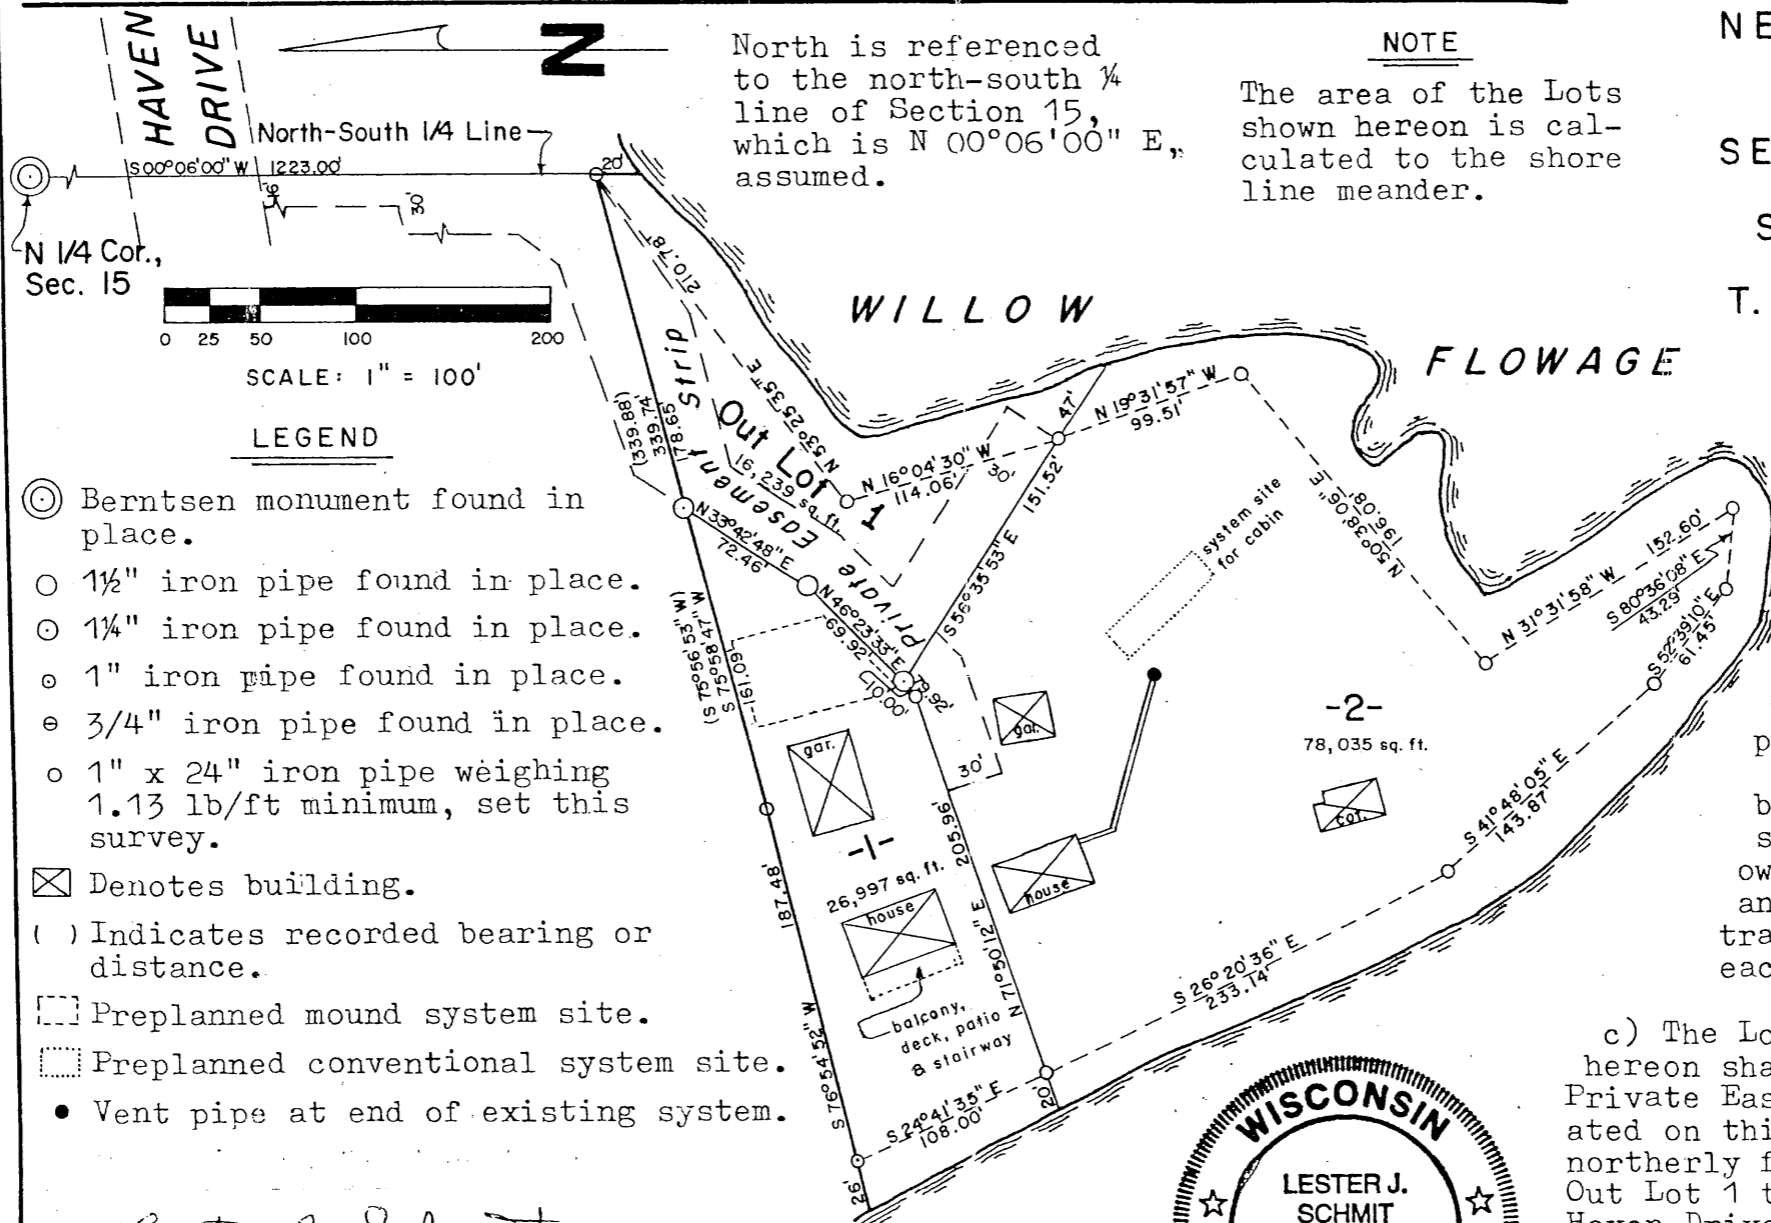 HAVEN
DRIVE
N
North is referenced
to the north-south ¼
line of Section 15,
which is N 00°06'00" E,
assumed.
NOTE
The area of the Lots
shown hereon is cal-
culated to the shore
line meander.
NE
SE
S
T.
North-South 1/4 Line
S00°06'00" W 1223.00'
20'
16'
30'
N 1/4 Cor.,
Sec. 15
0 25 50 100 200
SCALE: 1" = 100'
WILLOW
FLOWAGE
LEGEND
Berntsen monument found in
place.
1½" iron pipe found in place.
1¼" iron pipe found in place.
1" iron pipe found in place.
3/4" iron pipe found in place.
1" x 24" iron pipe weighing
1.13 lb/ft minimum, set this
survey.
Denotes building.
( ) Indicates recorded bearing or
distance.
Preplanned mound system site.
Preplanned conventional system site.
Vent pipe at end of existing system.
210.78'
N 53°25'35" E
(339.88')
339.74'
178.65'
Private Easement Strip
Out Lot 1
16,239 sq. ft.
N 16°04'30" W
114.06'
30'
47'
N 19°31'57" W
99.51'
151.52'
S 56°35'53" E
N33°42'48"E
72.46'
N46°23'33"E
69.92'
10.00'
79.92'
(S 75°56'53" W)
S 75°58'47" W
161.09'
system site
for cabin
N 50°38'06" E
196.08'
N 31°31'58" W
152.60'
S 80°36'08" E
43.29'
S 52°39'10" E
61.45'
-2-
78,035 sq. ft.
gar.
gar.
30'
cot.
S 41°48'05" E
143.87'
-1-
26,997 sq. ft.
house
house
205.96'
N 71°50'12" E
187.48'
S 76°54'52" W
balcony,
deck, patio
& stairway
S 26°20'36" E
233.14'
S 24°41'35" E
108.00'
20'
26'
p
b
s
ow
an
tra
eac
c) The Lo
hereon sha
Private Eas
ated on thi
northerly f
Out Lot 1 t
Haven Drive
WISCONSIN
LESTER J.
SCHMIT